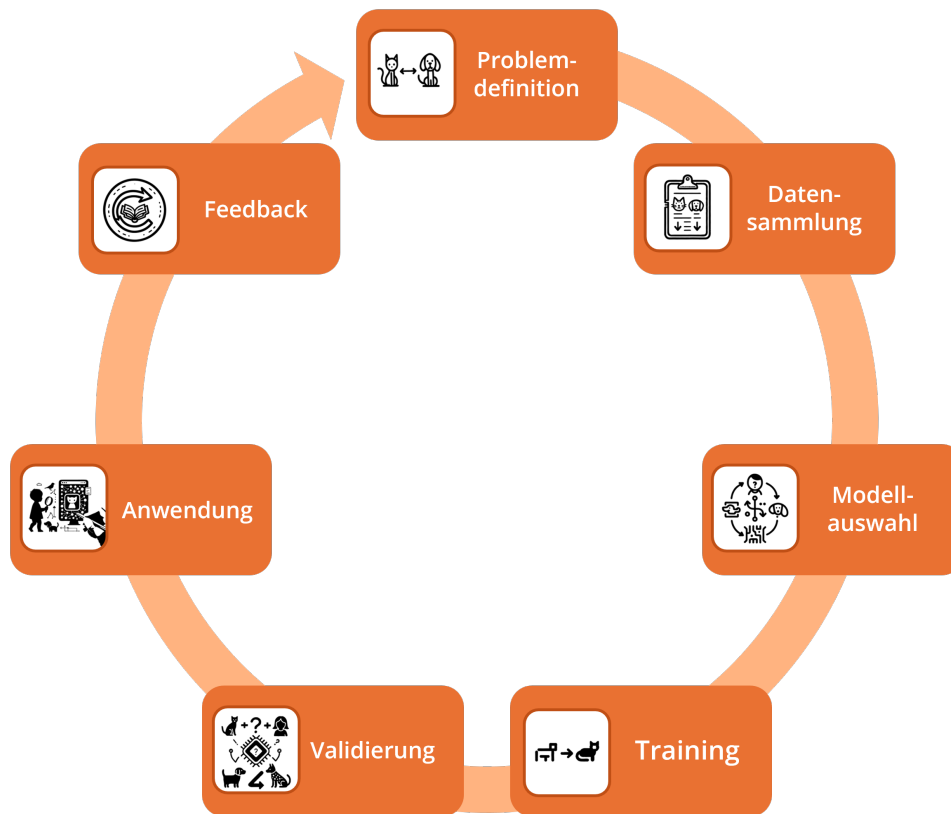 Problem-
definition
Daten-
sammlung
Modell-
auswahl
Training
Validierung
Anwendung
Feedback